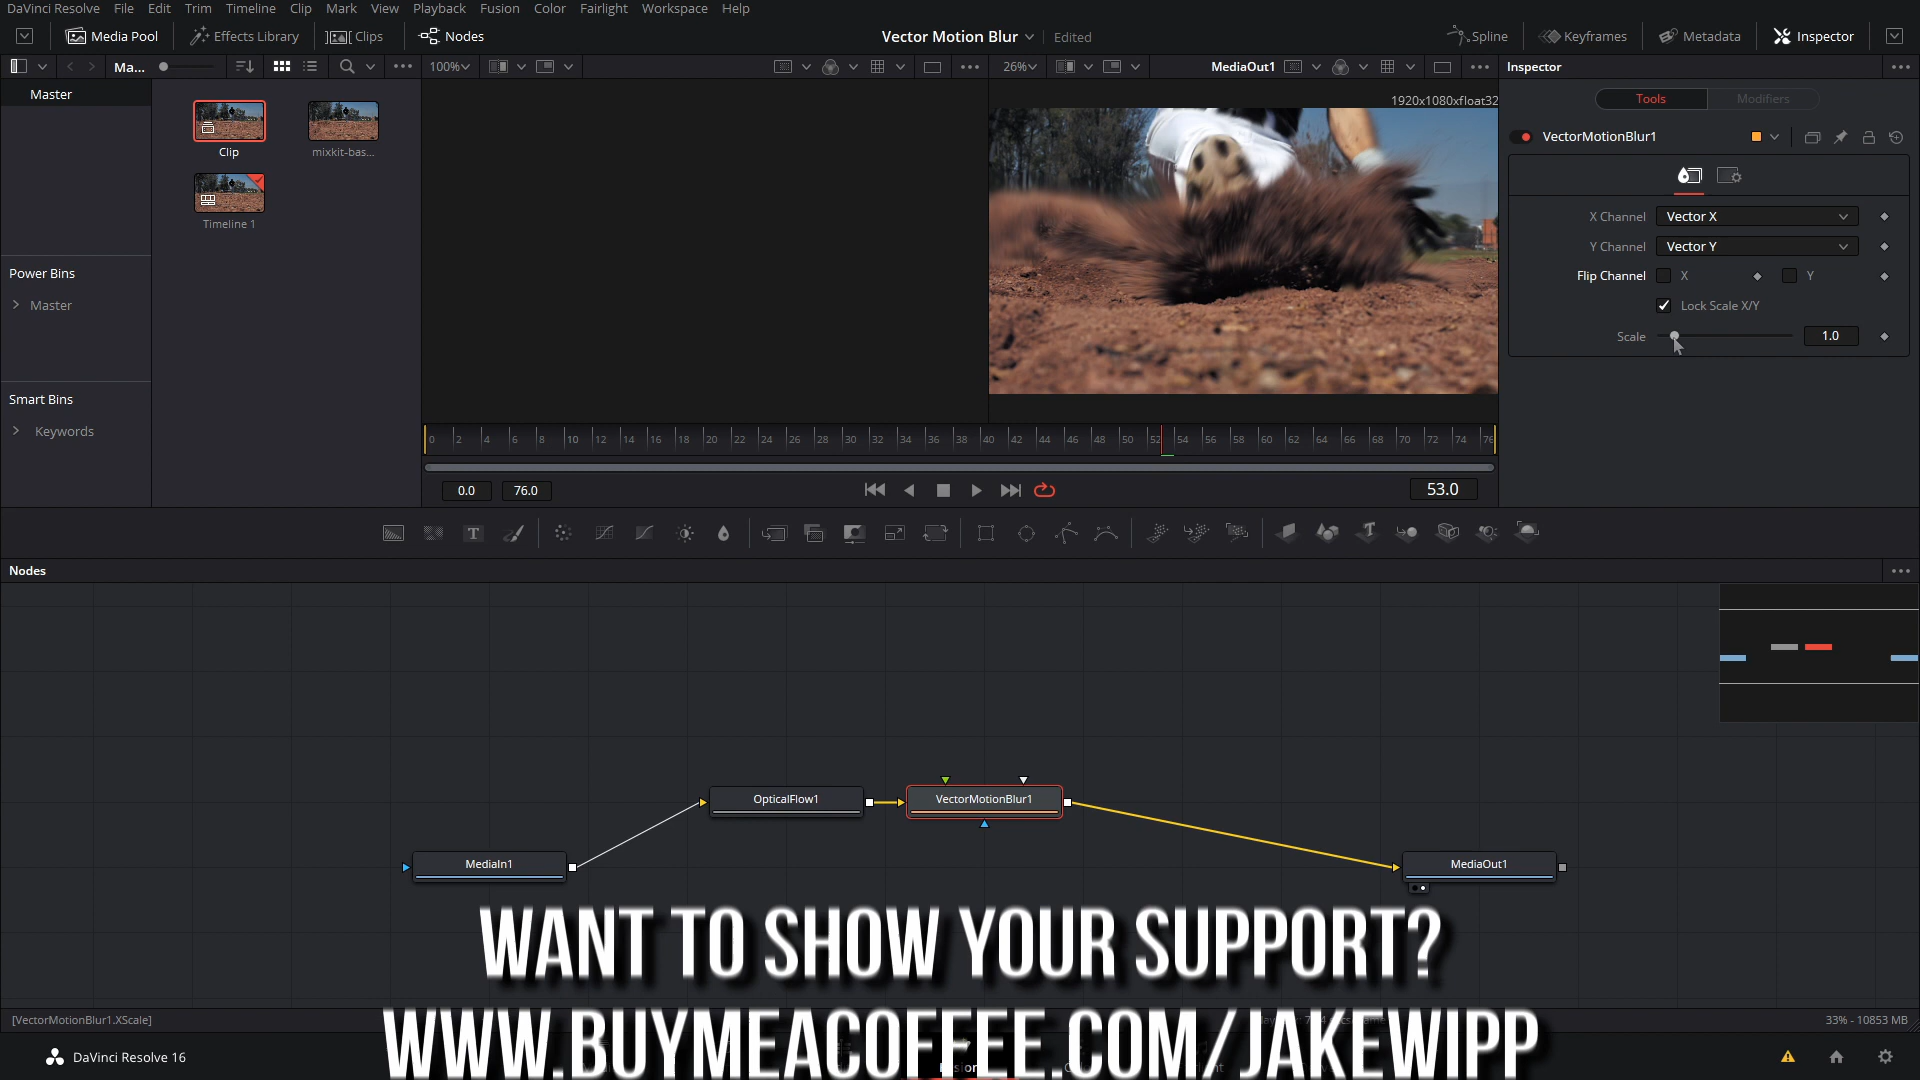 DaVinci Resolve File Edit Trim Timeline Clip Mark View Playback Fusion Color Fairlight Workspace Help
Media Pool Effects Library Clips Nodes Vector Motion Blur Edited Spline Keyframes Metadata Inspector
Ma... 100% 26% MediaOut1 Inspector
Master
1920x1080xfloat32
Tools Modifiers
VectorMotionBlur1
Clip mixkit-bas...
Timeline 1
X Channel Vector X
Y Channel Vector Y
Flip Channel X Y
Lock Scale X/Y
Scale 1.0
Power Bins
Master
Smart Bins
Keywords
0 2 4 6 8 10 12 14 16 18 20 22 24 26 28 30 32 34 36 38 40 42 44 46 48 50 52 54 56 58 60 62 64 66 68 70 72 74 76
0.0 76.0 53.0
Nodes
OpticalFlow1 VectorMotionBlur1
MediaIn1 MediaOut1
WANT TO SHOW YOUR SUPPORT?
WWW.BUYMEACOFFEE.COM/JAKEWIPP
[VectorMotionBlur1.XScale] 33% - 10853 MB
DaVinci Resolve 16